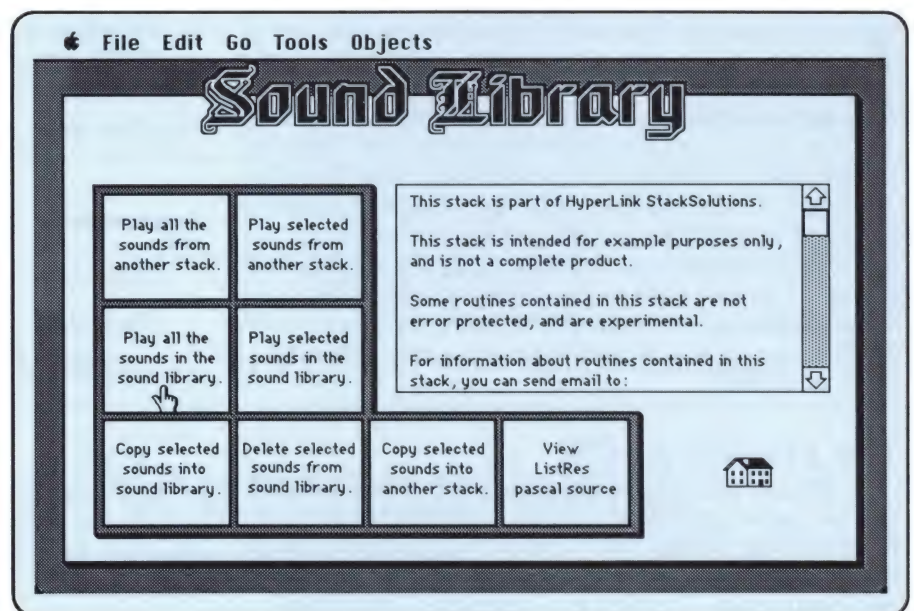 File Edit Go Tools Objects
Sound Library
Play all the
sounds from
another stack.
Play selected
sounds from
another stack.
Play all the
sounds in the
sound library.
Play selected
sounds in the
sound library.
Copy selected
sounds into
sound library.
Delete selected
sounds from
sound library.
Copy selected
sounds into
another stack.
View
ListRes
pascal source
This stack is part of HyperLink StackSolutions.
This stack is intended for example purposes only,
and is not a complete product.
Some routines contained in this stack are not
error protected, and are experimental.
For information about routines contained in this
stack, you can send email to: